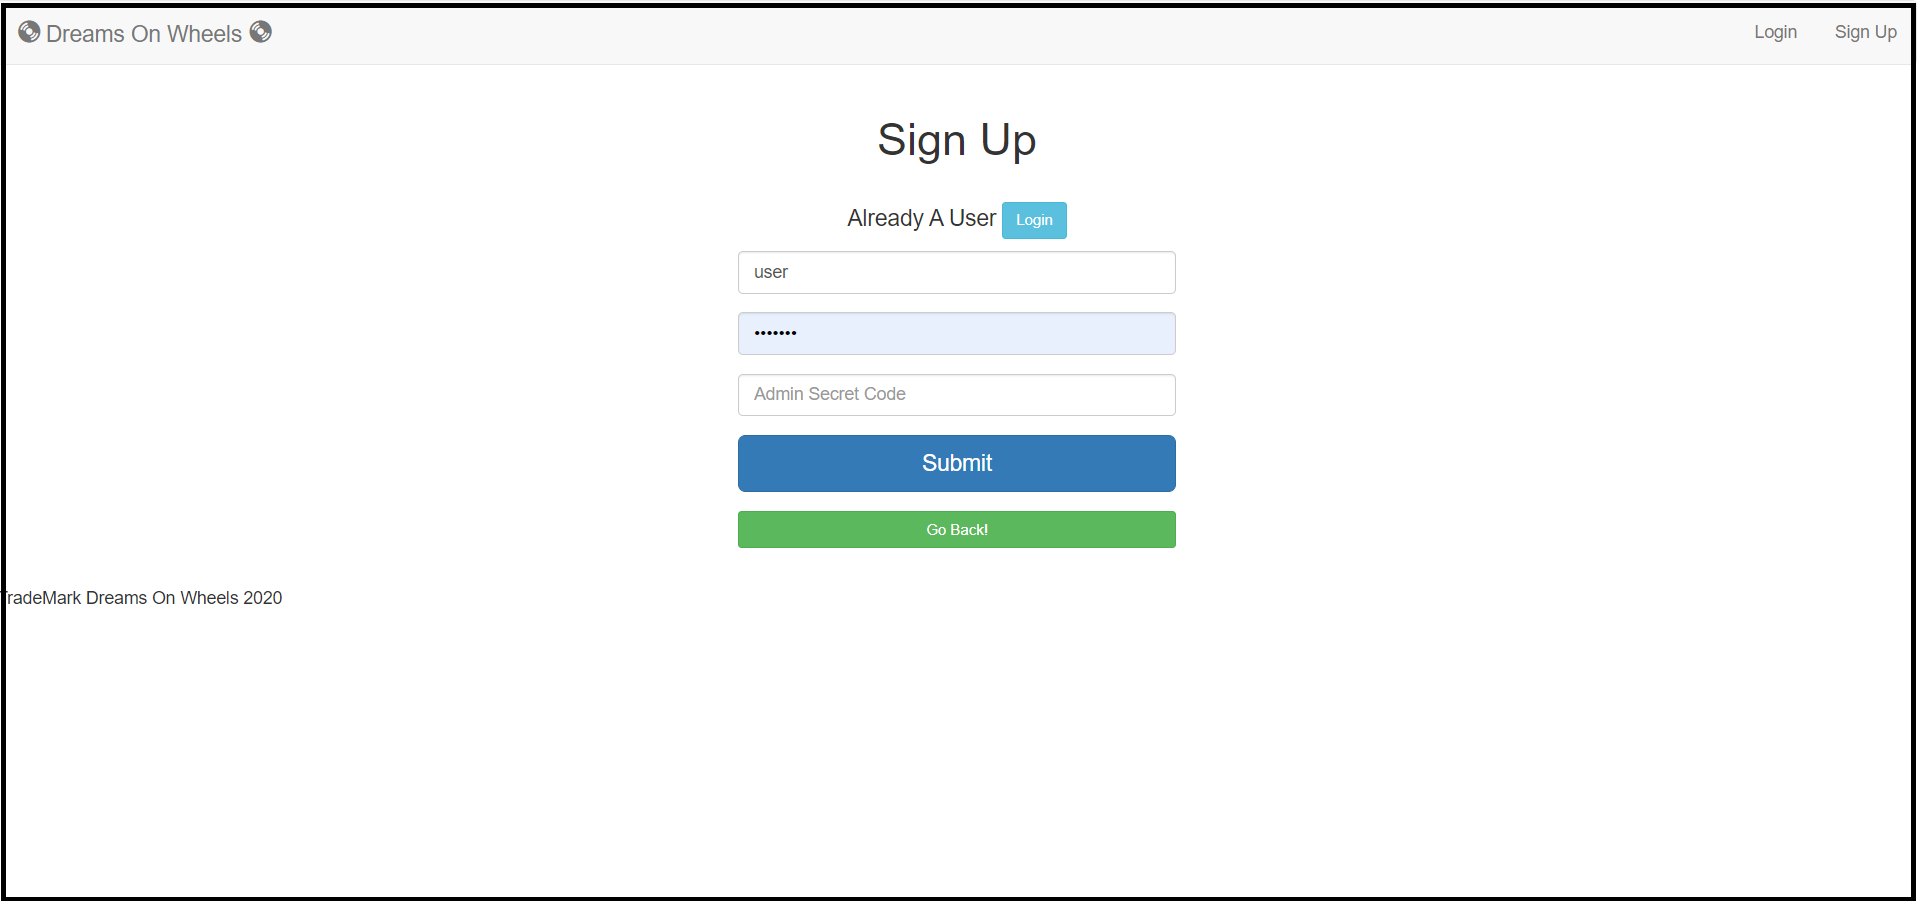 Dreams On Wheels
Login
Sign Up
Sign Up
Already A User Login
user
•••••••
Admin Secret Code
Submit
Go Back!
TradeMark Dreams On Wheels 2020